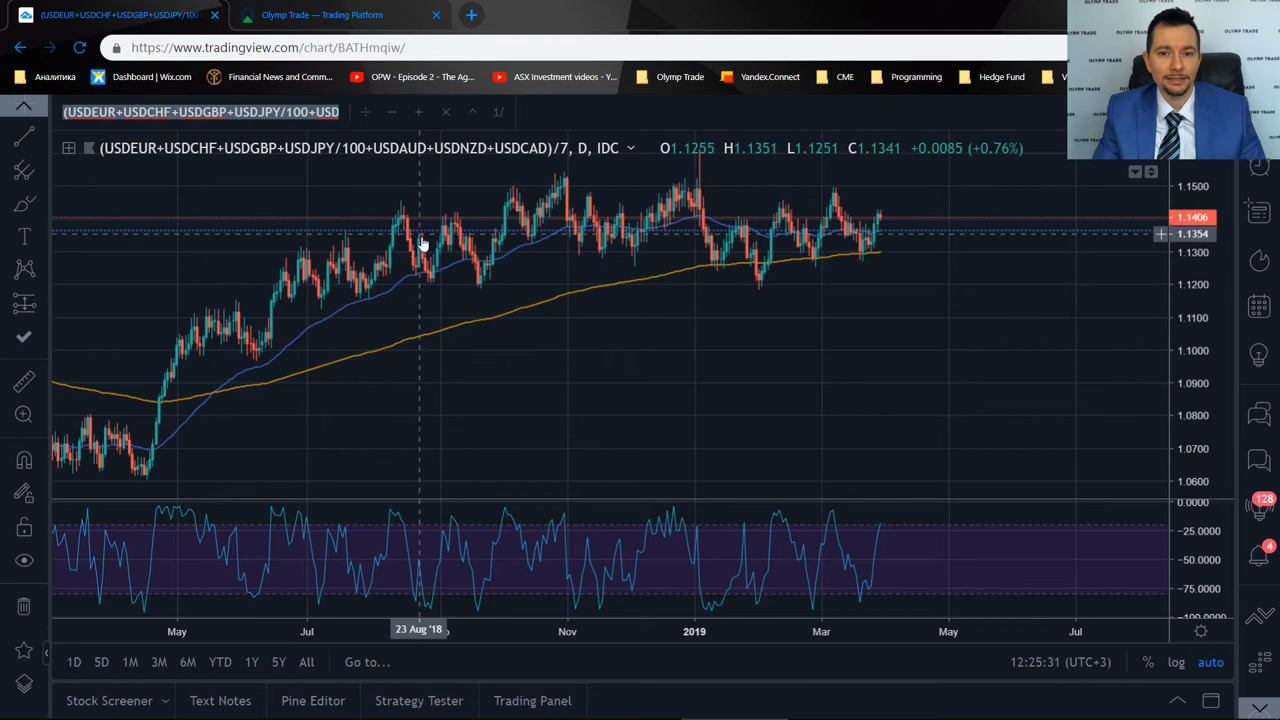 (USDEUR+USDCHF+USDGBP+USDJPY/100
Olymp Trade — Trading Platform
https://www.tradingview.com/chart/BATHmqiw/
Аналитика
Dashboard | Wix.com
Financial News and Comm...
OPW - Episode 2 - The Ag...
ASX Investment videos - Y...
Olymp Trade
Yandex.Connect
CME
Programming
Hedge Fund
(USDEUR+USDCHF+USDGBP+USDJPY/100+USD
1/
(USDEUR+USDCHF+USDGBP+USDJPY/100+USDAUD+USDNZD+USDCAD)/7, D, IDC O1.1255 H1.1351 L1.1251 C1.1341 +0.0085 (+0.76%)
1.1500
1.1406
1.1354
1.1300
1.1200
1.1100
1.1000
1.0900
1.0800
1.0700
1.0600
0.0000
-25.0000
-50.0000
-75.0000
-100.0000
128
4
May
Jul
23 Aug '18
Nov
2019
Mar
May
Jul
1D 5D 1M 3M 6M YTD 1Y 5Y All Go to... 12:25:31 (UTC+3) % log auto
Stock Screener Text Notes Pine Editor Strategy Tester Trading Panel
OLYMP TRADE